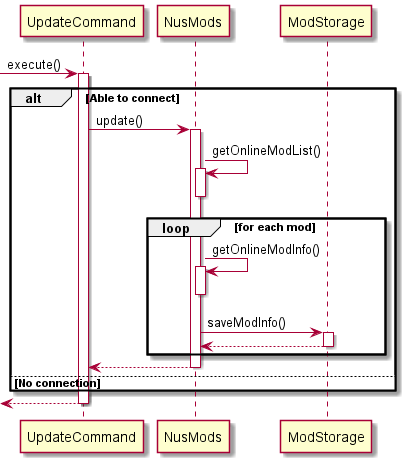 UpdateCommand NusMods ModStorage
execute()
alt [Able to connect]
update()
getOnlineModList()
loop [for each mod]
getOnlineModInfo()
saveModInfo()
[No connection]
UpdateCommand NusMods ModStorage